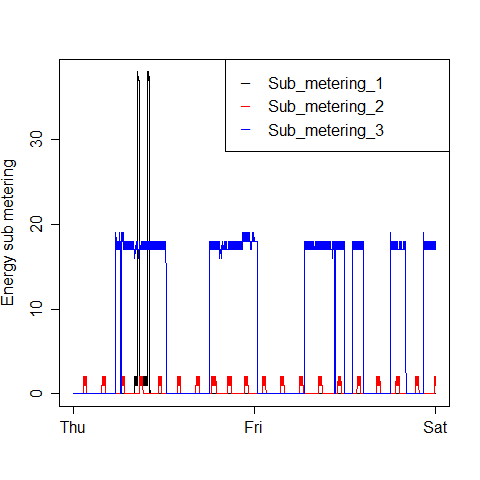 Sub_metering_1
Sub_metering_2
Sub_metering_3
Energy sub metering
30
20
10
0
Thu Fri Sat